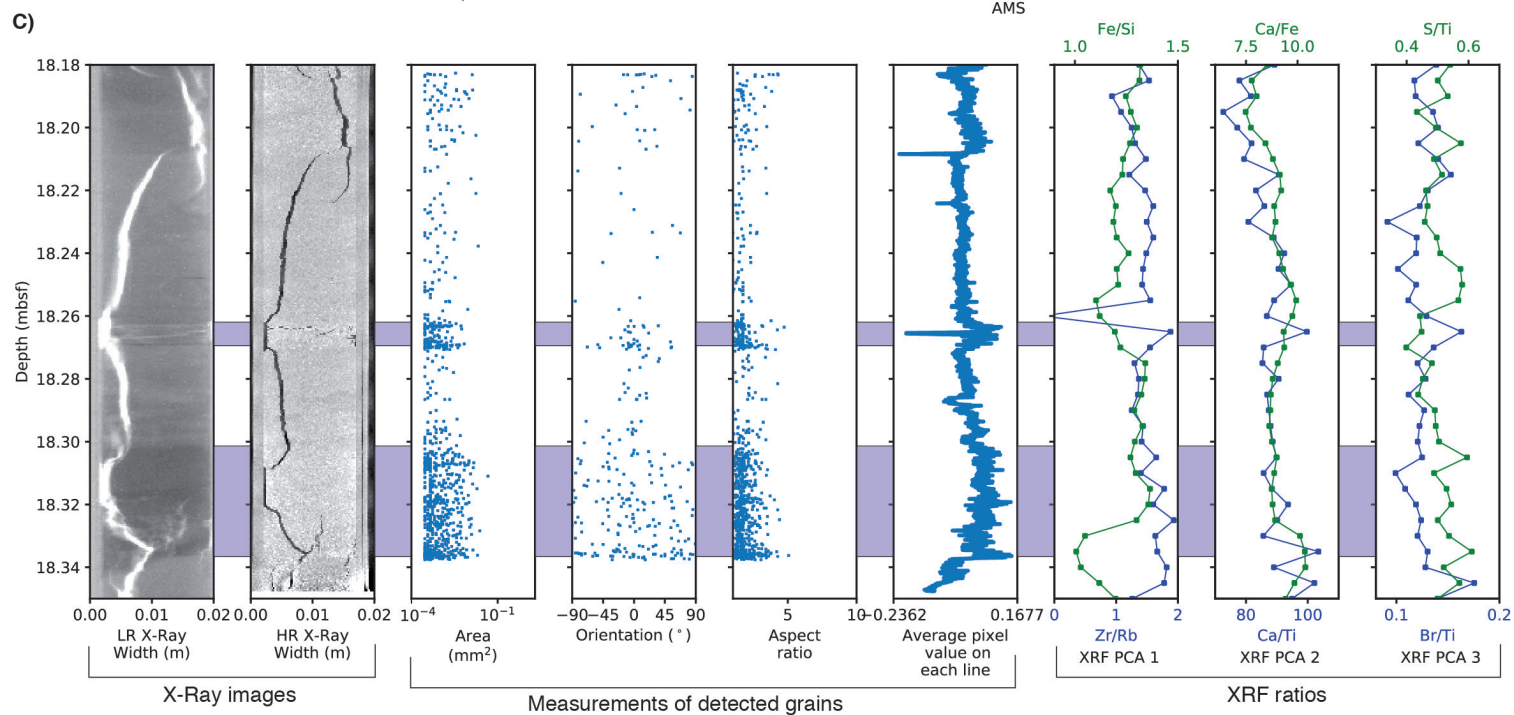 AMS
C)
Fe/Si Ca/Fe S/Ti
1.0 1.5 7.5 10.0 0.4 0.6
18.18
18.20
18.22
18.24
18.26
18.28
18.30
18.32
18.34
Depth (mbsf)
0.00 0.01 0.02 0.00 0.01 0.02 10⁻⁴ 10⁻¹ −90 −45 0 45 90 5 10 −0.2362 0.1677 0 1 2 80 100 0.1 0.2
LR X-Ray HR X-Ray Area Orientation (°) Aspect Average pixel Zr/Rb Ca/Ti Br/Ti
Width (m) Width (m) (mm²) ratio value on XRF PCA 1 XRF PCA 2 XRF PCA 3
each line
X-Ray images Measurements of detected grains XRF ratios